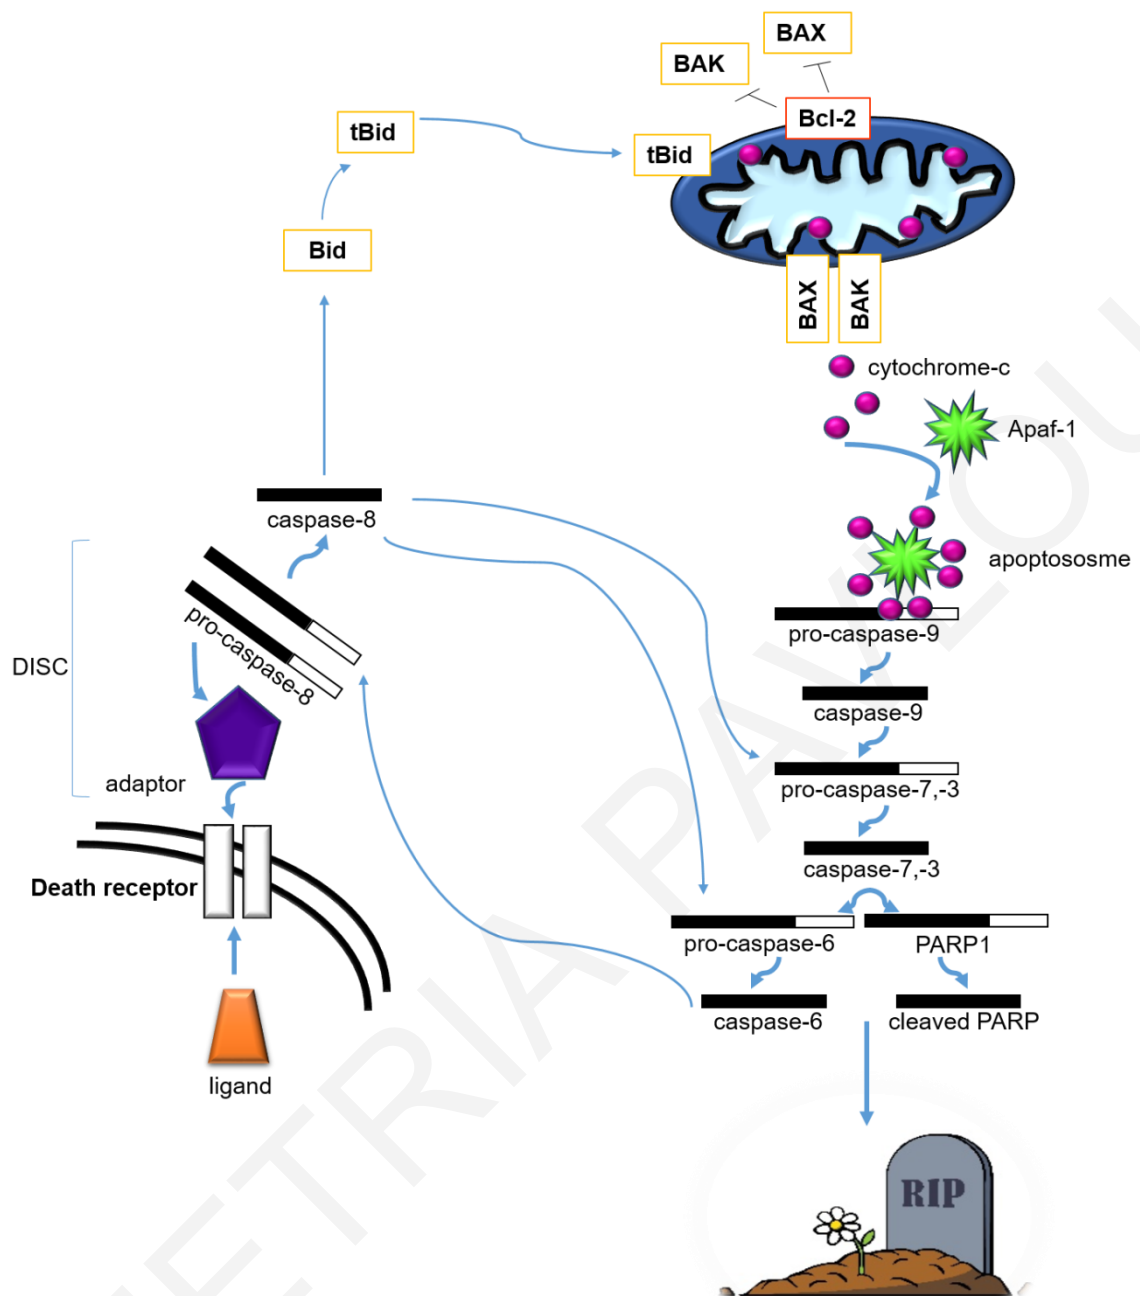 BAX
BAK
Bcl-2
tBid
tBid
Bid
BAX
BAK
cytochrome-c
Apaf-1
caspase-8
apoptososme
pro-caspase-8
pro-caspase-9
DISC
caspase-9
adaptor
pro-caspase-7,-3
Death receptor
caspase-7,-3
pro-caspase-6
PARP1
caspase-6
cleaved PARP
ligand
RIP
ETRIA PAVLOU